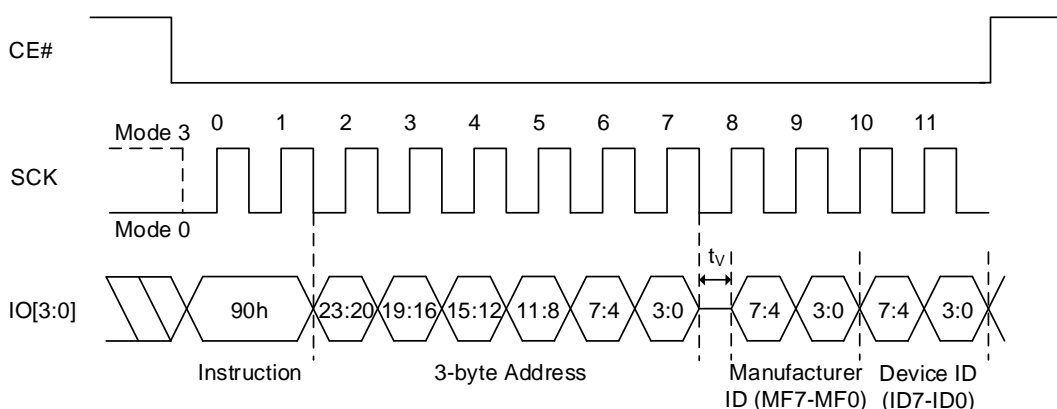 CE#
0 1 2 3 4 5 6 7 8 9 10 11
Mode 3
SCK
Mode 0
tV
IO[3:0] 90h 23:20 19:16 15:12 11:8 7:4 3:0 7:4 3:0 7:4 3:0
Instruction 3-byte Address Manufacturer Device ID
ID (MF7-MF0) (ID7-ID0)